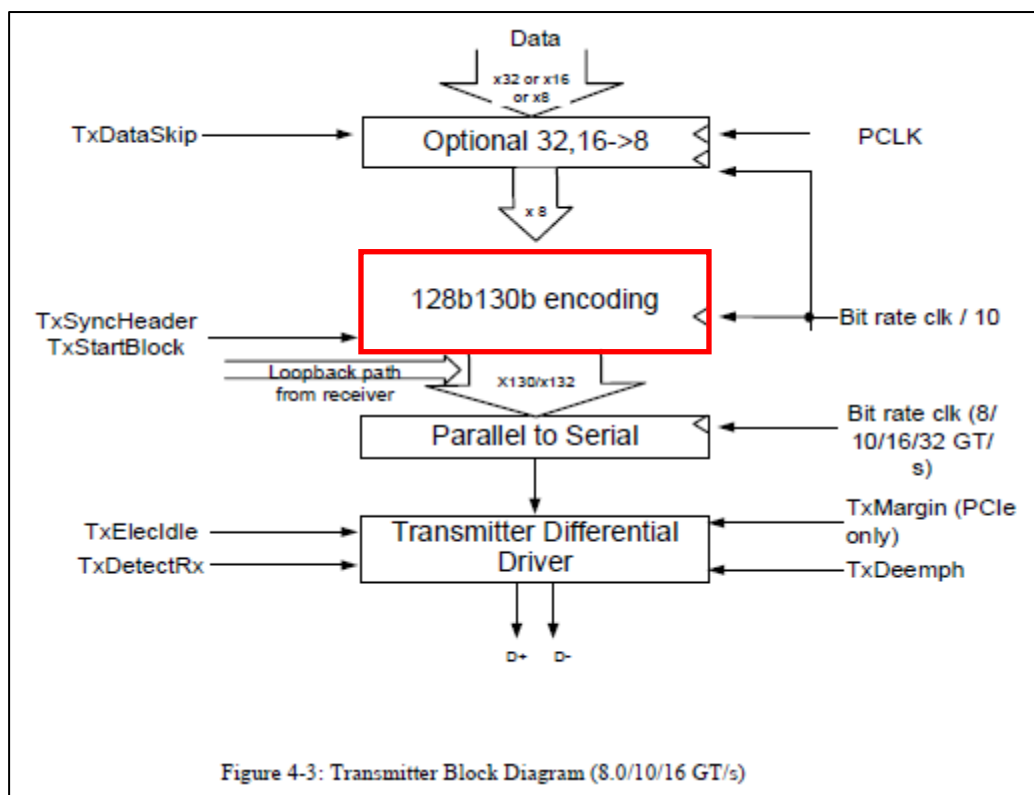 Data
x32 or x16
or x8
TxDataSkip
Optional 32,16->8
PCLK
x 8
128b130b encoding
TxSyncHeader
TxStartBlock
Bit rate clk / 10
Loopback path
from receiver
X130/x132
Parallel to Serial
Bit rate clk (8/
10/16/32 GT/
s)
TxElecIdle
TxDetectRx
Transmitter Differential
Driver
TxMargin (PCIe
only)
TxDeemph
D+ D-
Figure 4-3: Transmitter Block Diagram (8.0/10/16 GT/s)